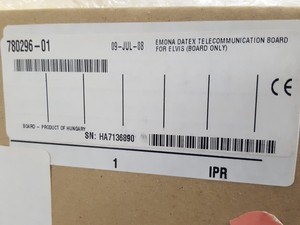 780296-01 09-JUL-08 EMONA DATEX TELECOMMUNICATION BOARD
FOR ELVIS (BOARD ONLY)
CE
BOARD - PRODUCT OF HUNGARY
SN: HA7136890
1 IPR